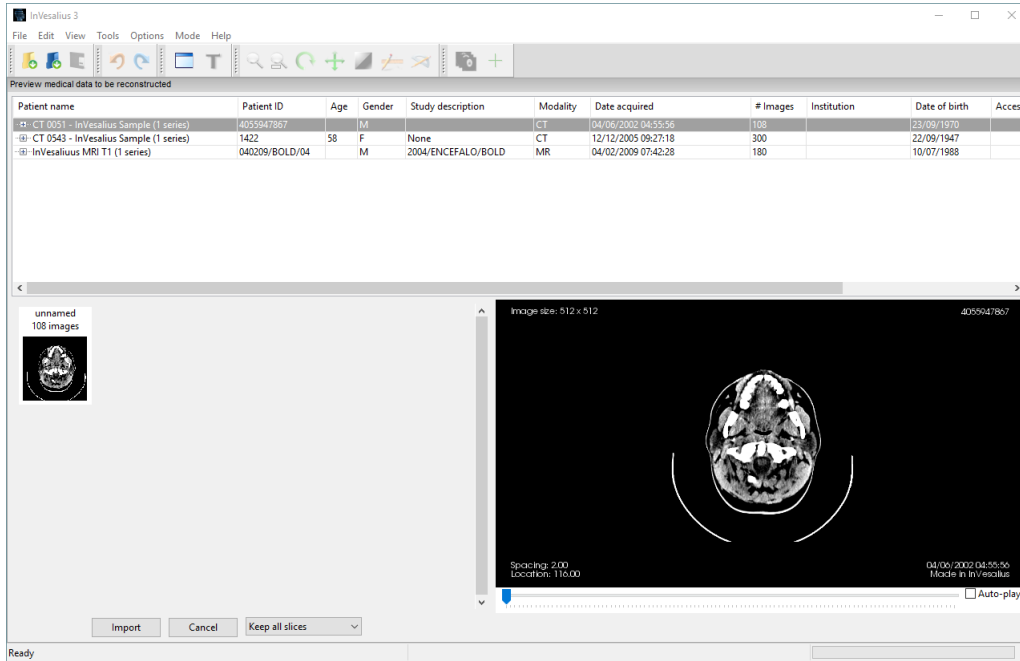 InVesalius 3
File Edit View Tools Options Mode Help
Preview medical data to be reconstructed
Patient name Patient ID Age Gender Study description Modality Date acquired # Images Institution Date of birth Acces
CT 0051 - InVesalius Sample (1 series) 4055947867 M CT 04/06/2002 04:55:56 108 23/09/1970
CT 0543 - InVesalius Sample (1 series) 1422 58 F None CT 12/12/2005 09:27:18 300 22/09/1947
InVesaliuus MRI T1 (1 series) 040209/BOLD/04 M 2004/ENCEFALO/BOLD MR 04/02/2009 07:42:28 180 10/07/1988
unnamed
108 images
Image size: 512 x 512 4055947867
Spacing: 2.00 04/06/2002 04:55:56
Location: 116.00 Made in InVesalius
Auto-play
Import Cancel Keep all slices
Ready